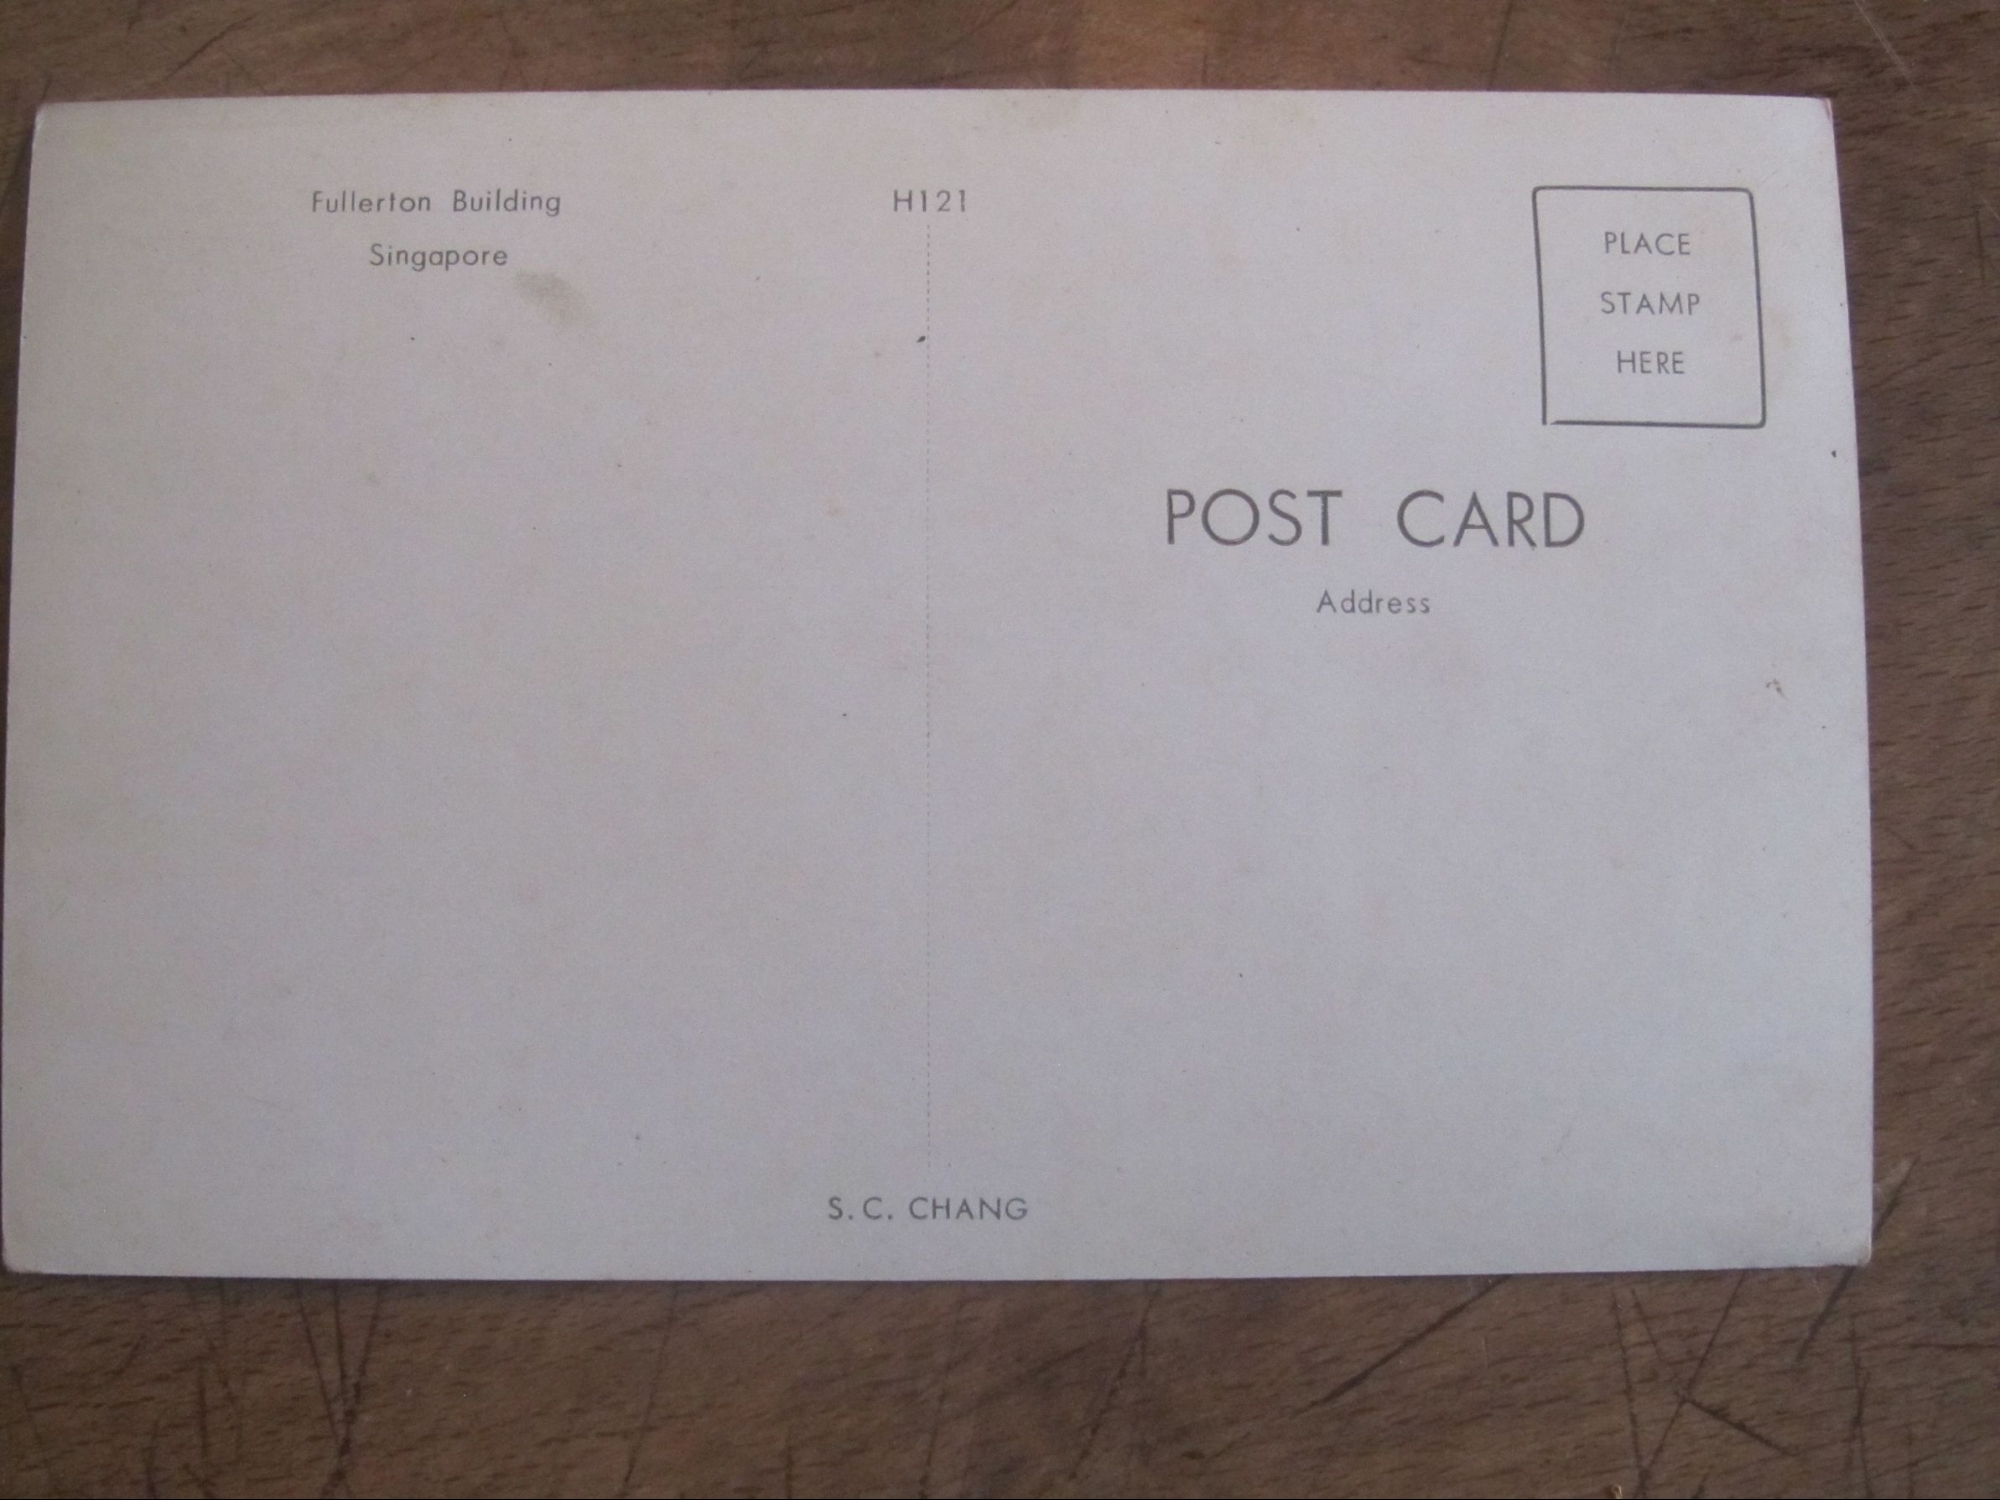 Fullerton Building
Singapore
H121
PLACE
STAMP
HERE
POST CARD
Address
S. C. CHANG